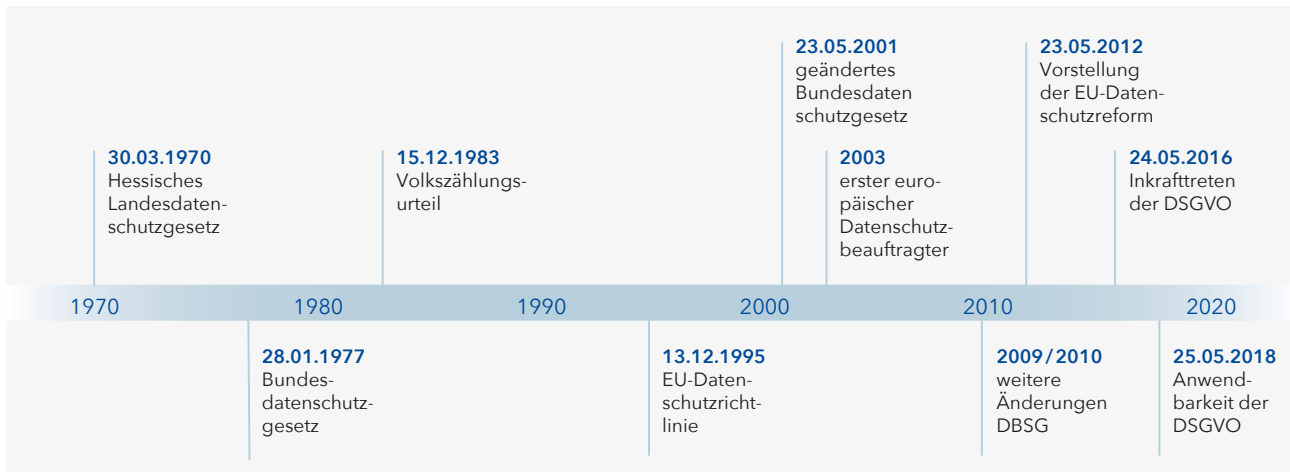 23.05.2001
geändertes
Bundesdaten
schutzgesetz
23.05.2012
Vorstellung
der EU-Daten-
schutzreform
30.03.1970
Hessisches
Landesdaten-
schutzgesetz
15.12.1983
Volkszählungs-
urteil
2003
erster euro-
päischer
Datenschutz-
beauftragter
24.05.2016
Inkrafttreten
der DSGVO
1970 1980 1990 2000 2010 2020
28.01.1977
Bundes-
datenschutz-
gesetz
13.12.1995
EU-Daten-
schutzricht-
linie
2009/2010
weitere
Änderungen
DBSG
25.05.2018
Anwend-
barkeit der
DSGVO